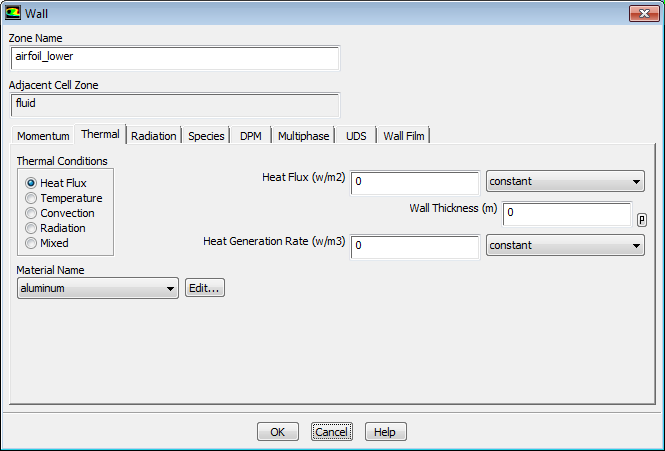 Wall
Zone Name
airfoil_lower
Adjacent Cell Zone
fluid
Momentum Thermal Radiation Species DPM Multiphase UDS Wall Film
Thermal Conditions
Heat Flux
Temperature
Convection
Radiation
Mixed
Heat Flux (w/m2) 0 constant
Wall Thickness (m) 0 P
Heat Generation Rate (w/m3) 0 constant
Material Name
aluminum Edit...
OK Cancel Help